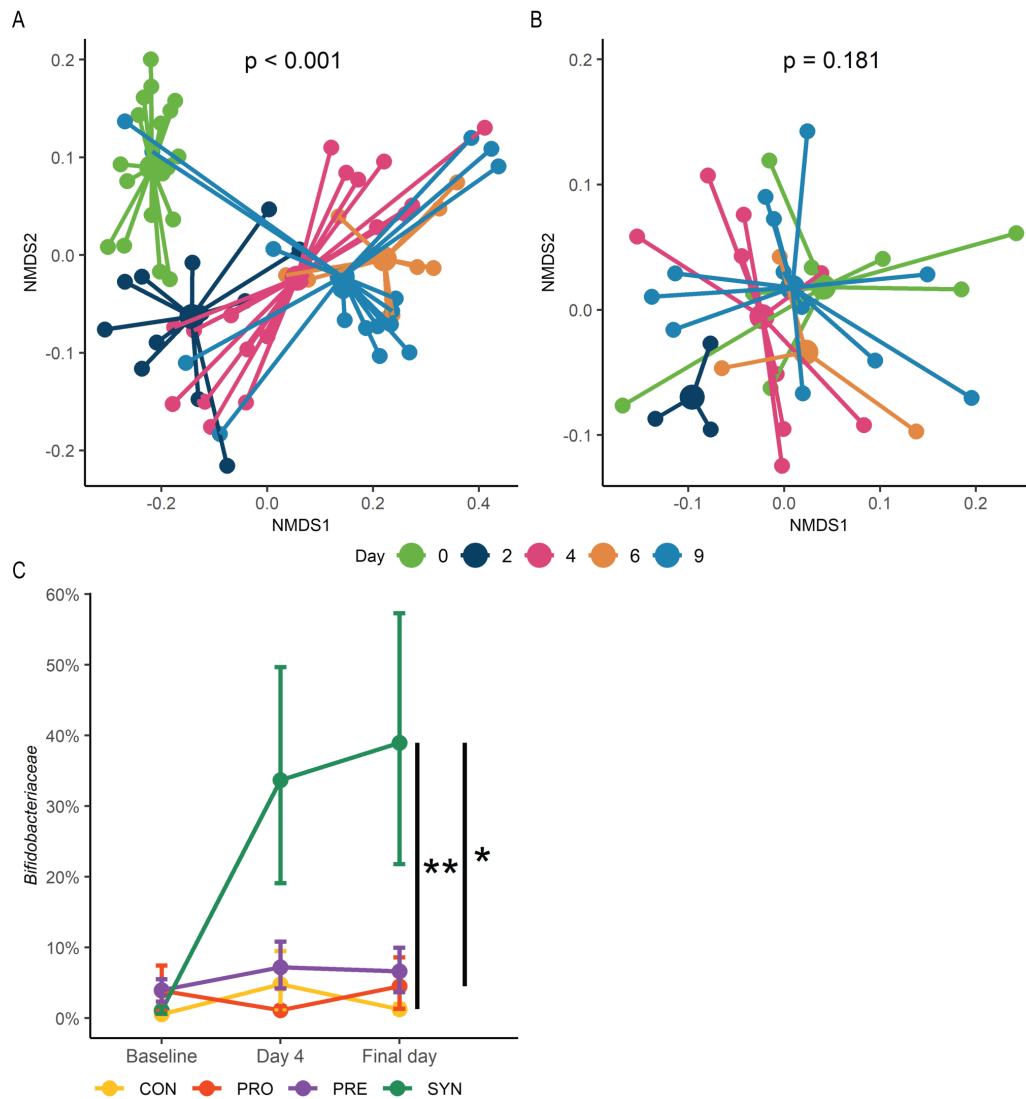 A
B
p < 0.001
p = 0.181
0.2
0.1
0.0
-0.1
-0.2
NMDS2
-0.2
0.0
0.2
0.4
NMDS1
0.2
0.1
0.0
-0.1
NMDS2
-0.1
0.0
0.1
0.2
NMDS1
Day 0 2 4 6 9
C
60%
50%
40%
30%
20%
10%
0%
Bifidobacteriaceae
**
*
Baseline
Day 4
Final day
CON PRO PRE SYN